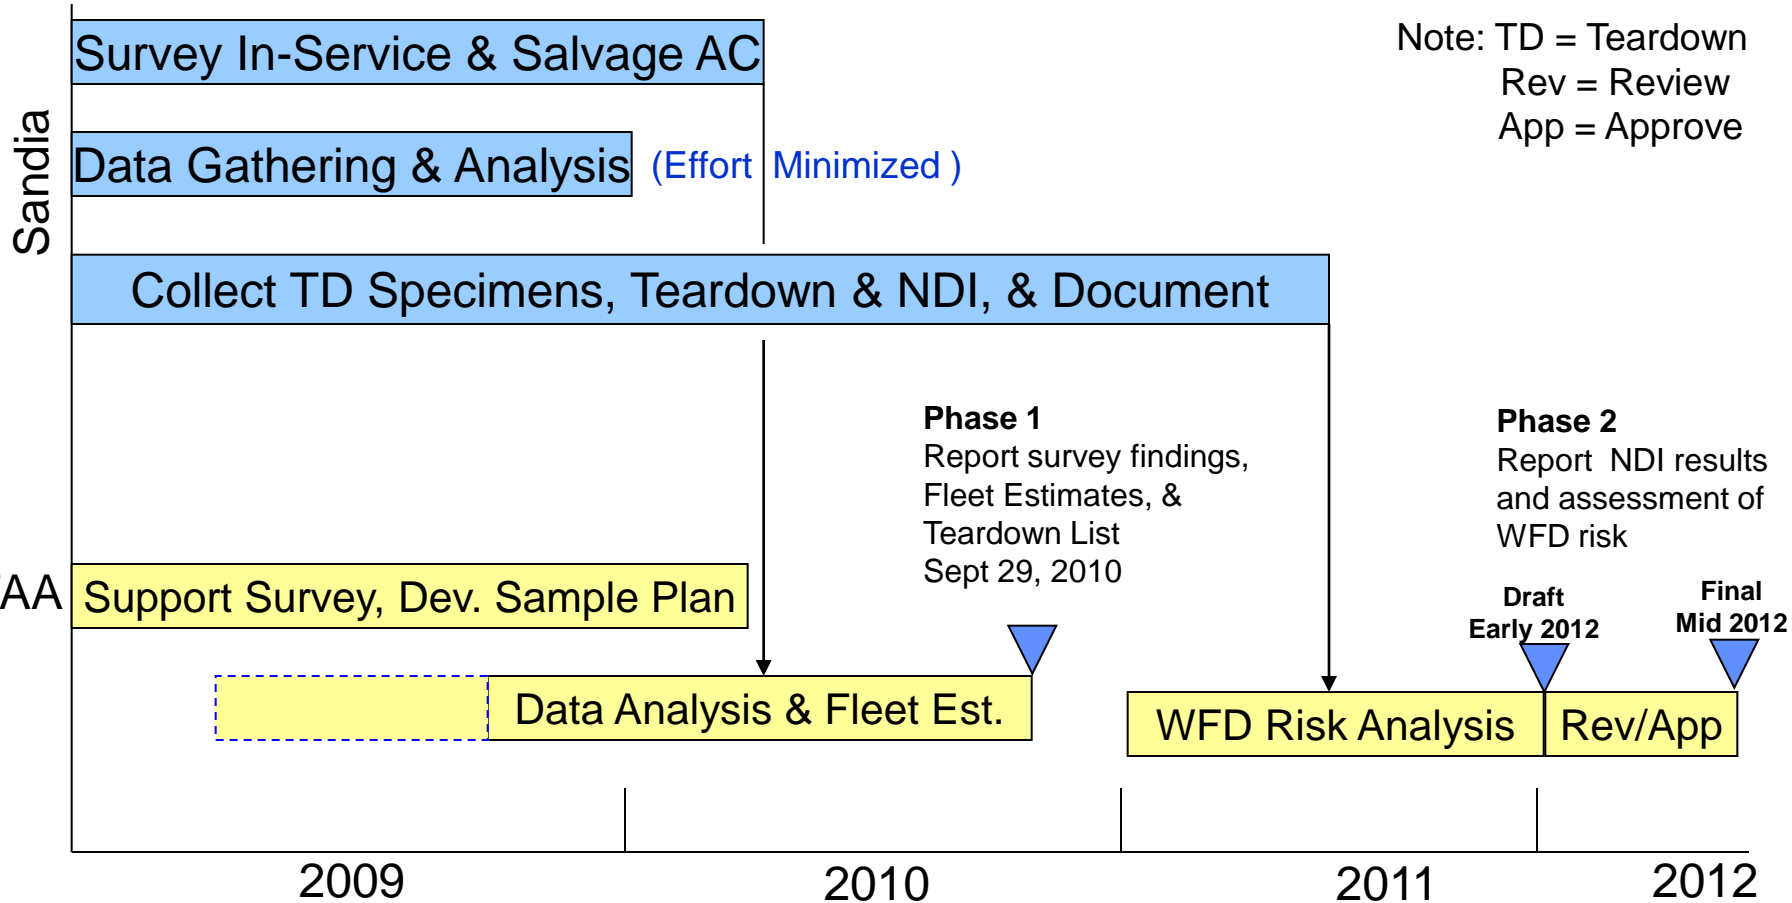 Survey In-Service & Salvage AC
Note: TD = Teardown
Rev = Review
App = Approve
Sandia
Data Gathering & Analysis
(Effort Minimized )
Collect TD Specimens, Teardown & NDI, & Document
Phase 1
Report survey findings,
Fleet Estimates, &
Teardown List
Sept 29, 2010
Phase 2
Report NDI results
and assessment of
WFD risk
AA
Support Survey, Dev. Sample Plan
Draft
Early 2012
Final
Mid 2012
Data Analysis & Fleet Est.
WFD Risk Analysis
Rev/App
2009
2010
2011
2012